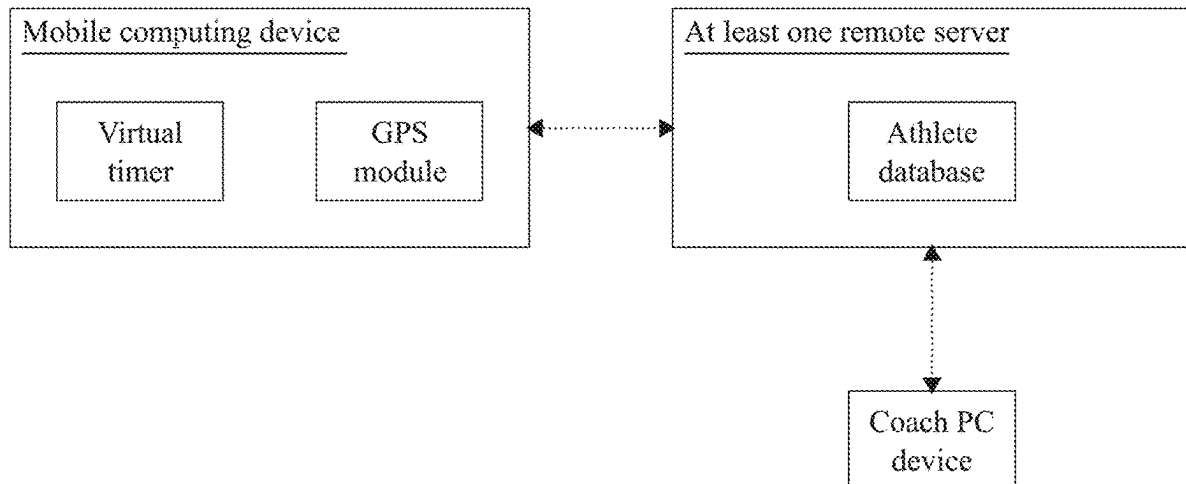 Mobile computing device
Virtual
timer
GPS
module
At least one remote server
Athlete
database
Coach PC
device